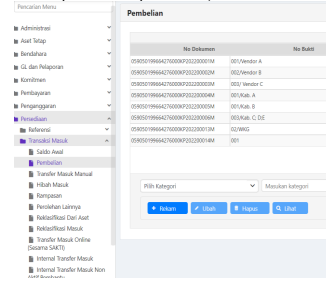 Pencarian Menu
Administrasi
Aset Tetap
Bendahara
GL dan Pelaporan
Komitmen
Pembayaran
Penganggaran
Persediaan
Referensi
Transaksi Masuk
Saldo Awal
Pembelian
Transfer Masuk Manual
Hibah Masuk
Rampasan
Perolehan Lainnya
Reklasifikasi Dari Aset
Reklasifikasi Masuk
Transfer Masuk Online
(Sesama SAKTI)
Internal Transfer Masuk
Internal Transfer Masuk Non
Pembelian
No Dokumen No Bukti
059050199664276000KP202200001M 001/Vendor A
059050199664276000KP202200002M 002/Vendor B
059050199664276000KP202200003M 003/ Vendor C
059050199664276000KP202200004M 001/Kab. A
059050199664276000KP202200005M 001/Kab. B
059050199664276000KP202200006M 003/Kab. C; D;E
059050199664276000KP202200013M 02/WKG
059050199664276000KP202200014M 001
Pilih Kategori Masukan kategori
+ Rekam Ubah Hapus Lihat